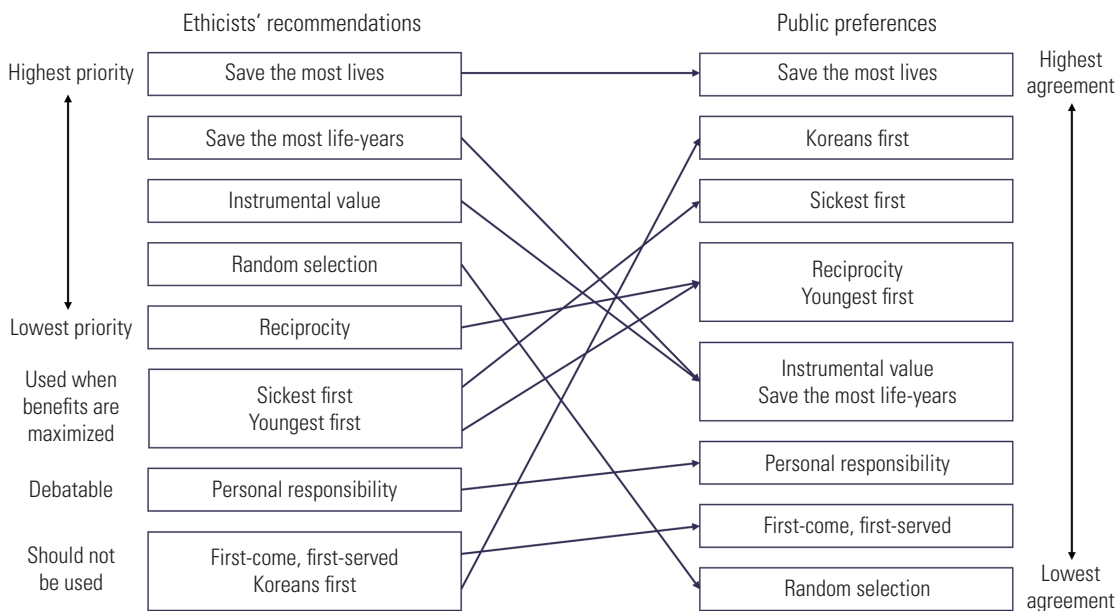 Ethicists' recommendations
Public preferences
Highest priority
Save the most lives
Save the most lives
Highest
agreement
Save the most life-years
Koreans first
Instrumental value
Sickest first
Random selection
Reciprocity
Youngest first
Lowest priority
Reciprocity
Used when
benefits are
maximized
Sickest first
Youngest first
Instrumental value
Save the most life-years
Debatable
Personal responsibility
Personal responsibility
Should not
be used
First-come, first-served
Koreans first
First-come, first-served
Random selection
Lowest
agreement